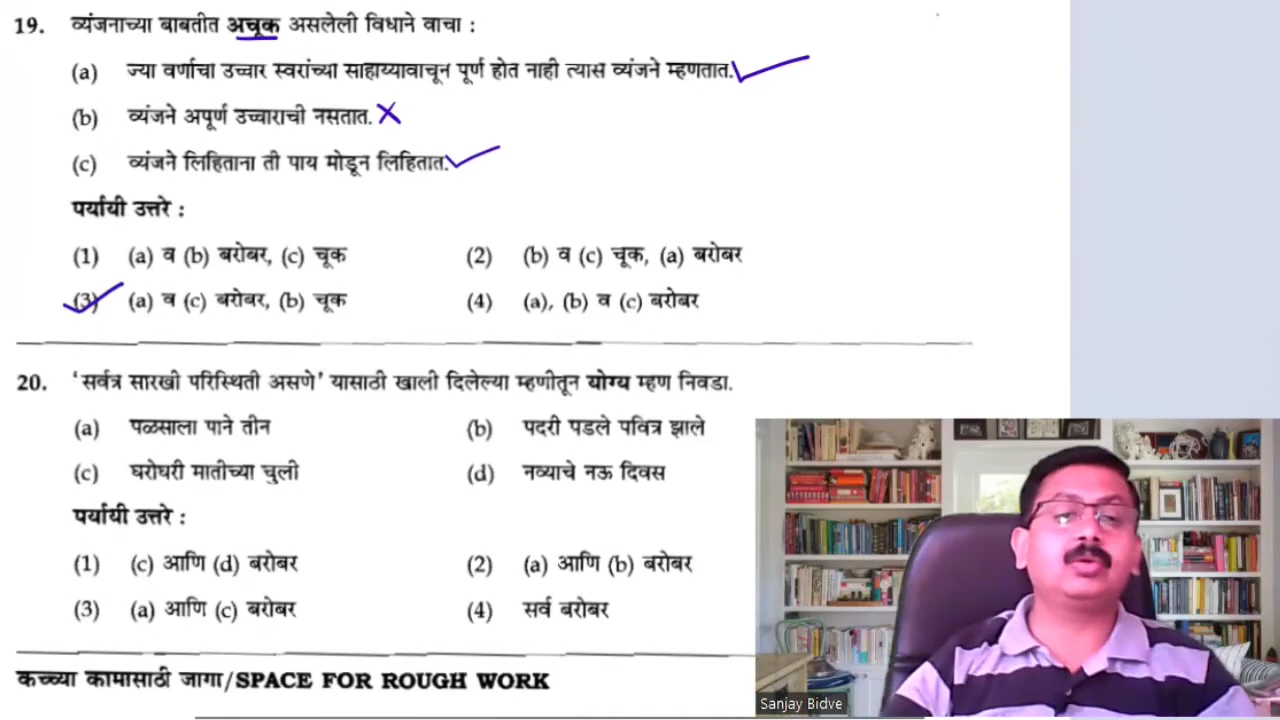 19. व्यंजनाच्या बाबतीत अचूक असलेली विधाने वाचा :
(a) ज्या वर्णाचा उच्चार स्वरांच्या साहाय्यावाचून पूर्ण होत नाही त्यास व्यंजने म्हणतात.
(b) व्यंजने अपूर्ण उच्चाराची नसतात.
(c) व्यंजने लिहिताना ती पाय मोडून लिहितात.
पर्यायी उत्तरे :
(1) (a) व (b) बरोबर, (c) चूक (2) (b) व (c) चूक, (a) बरोबर
(3) (a) व (c) बरोबर, (b) चूक (4) (a), (b) व (c) बरोबर
20. ‘सर्वत्र सारखी परिस्थिती असणे’ यासाठी खाली दिलेल्या म्हणीतून योग्य म्हण निवडा.
(a) पळसाला पाने तीन (b) पदरी पडले पवित्र झाले
(c) घरोघरी मातीच्या चुली (d) नव्याचे नऊ दिवस
पर्यायी उत्तरे :
(1) (c) आणि (d) बरोबर (2) (a) आणि (b) बरोबर
(3) (a) आणि (c) बरोबर (4) सर्व बरोबर
कच्च्या कामासाठी जागा/SPACE FOR ROUGH WORK
Sanjay Bidve